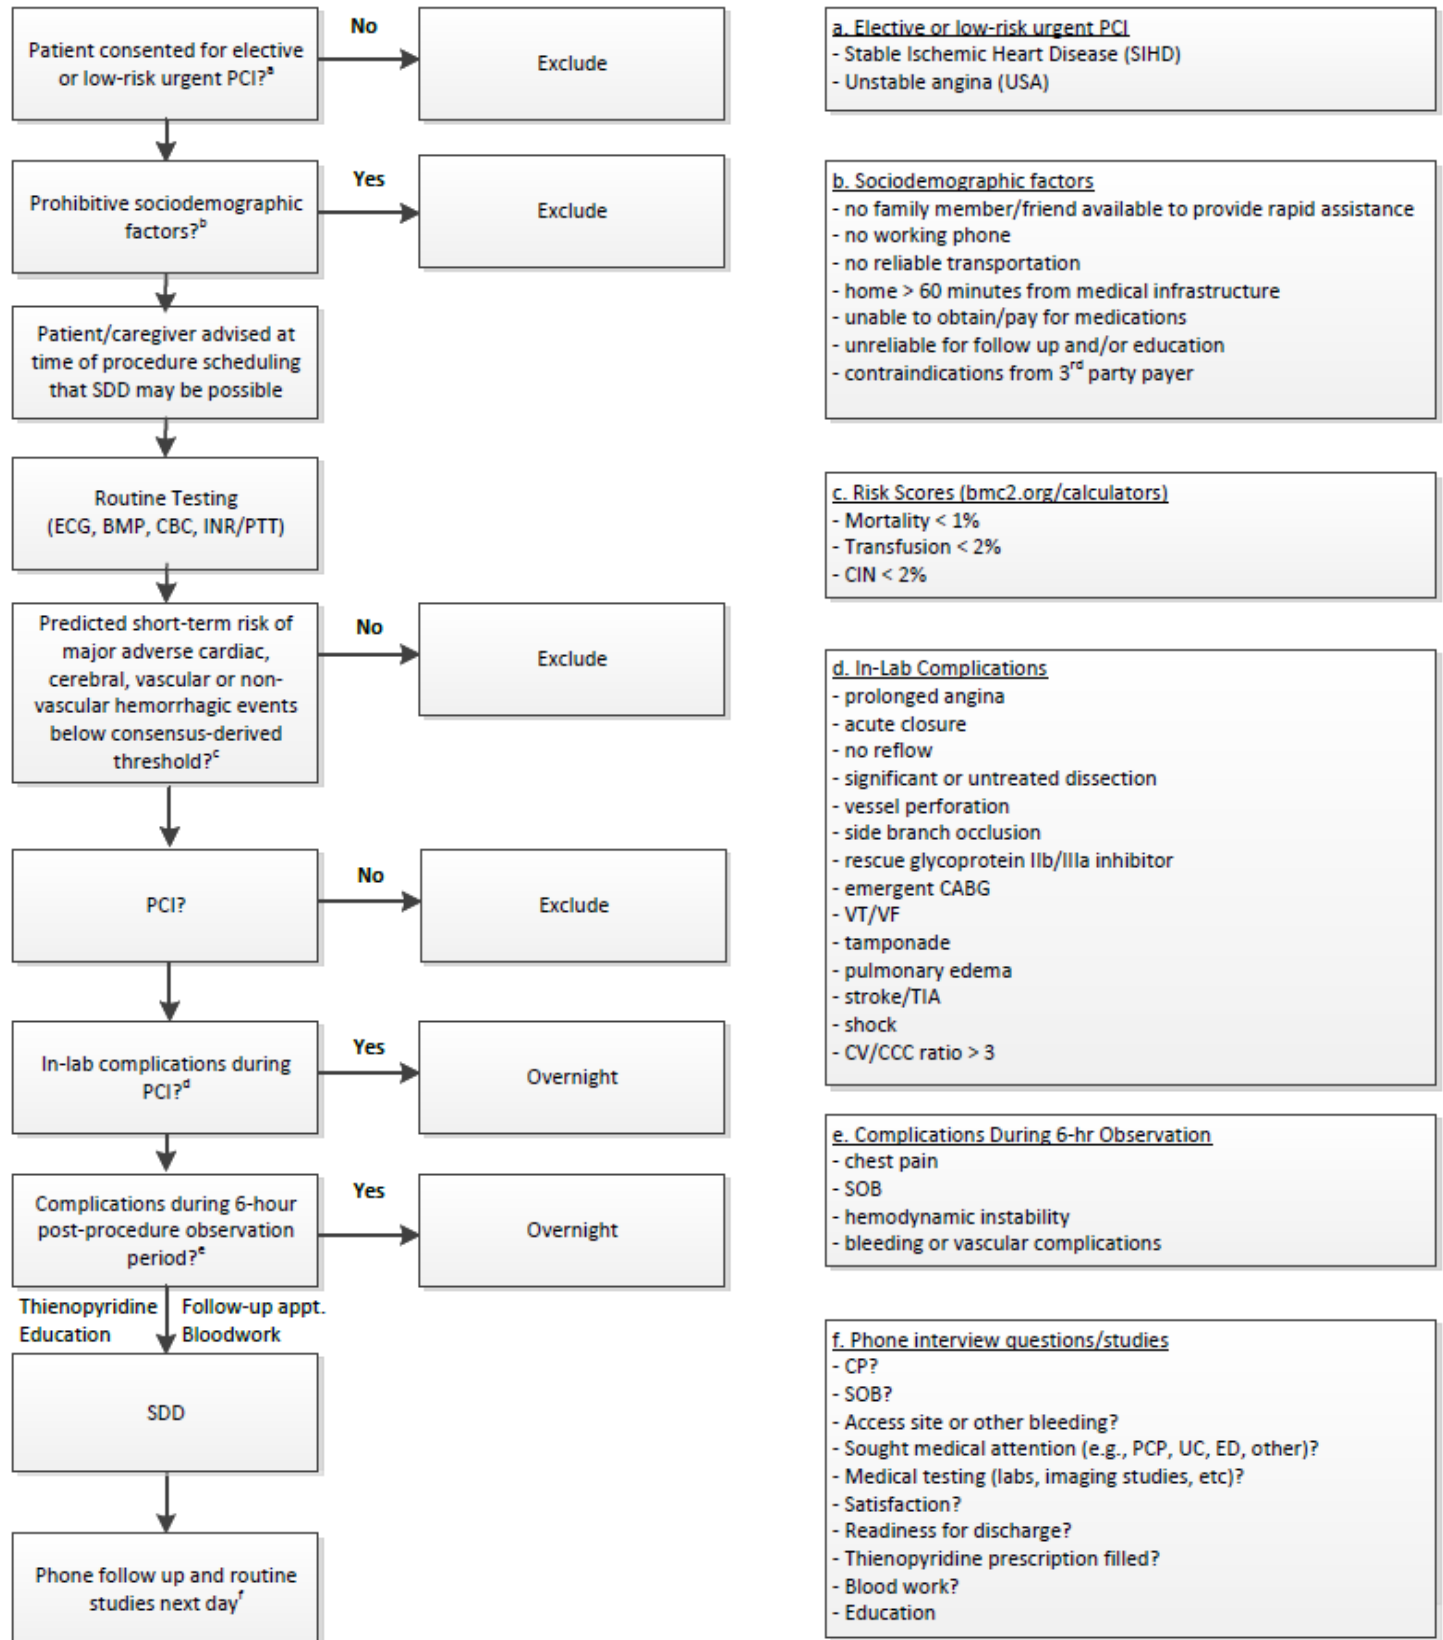 Patient consented for elective
or low-risk urgent PCI?a
No
Exclude
Prohibitive sociodemographic
factors?b
Yes
Exclude
Patient/caregiver advised at
time of procedure scheduling
that SDD may be possible
Routine Testing
(ECG, BMP, CBC, INR/PTT)
Predicted short-term risk of
major adverse cardiac,
cerebral, vascular or non-
vascular hemorrhagic events
below consensus-derived
threshold?c
No
Exclude
PCI?
No
Exclude
In-lab complications during
PCI?d
Yes
Overnight
Complications during 6-hour
post-procedure observation
period?e
Yes
Overnight
Thienopyridine
Education
Follow-up appt.
Bloodwork
SDD
Phone follow up and routine
studies next dayf
a. Elective or low-risk urgent PCI
- Stable Ischemic Heart Disease (SIHD)
- Unstable angina (USA)
b. Sociodemographic factors
- no family member/friend available to provide rapid assistance
- no working phone
- no reliable transportation
- home > 60 minutes from medical infrastructure
- unable to obtain/pay for medications
- unreliable for follow up and/or education
- contraindications from 3rd party payer
c. Risk Scores (bmc2.org/calculators)
- Mortality < 1%
- Transfusion < 2%
- CIN < 2%
d. In-Lab Complications
- prolonged angina
- acute closure
- no reflow
- significant or untreated dissection
- vessel perforation
- side branch occlusion
- rescue glycoprotein IIb/IIIa inhibitor
- emergent CABG
- VT/VF
- tamponade
- pulmonary edema
- stroke/TIA
- shock
- CV/CCC ratio > 3
e. Complications During 6-hr Observation
- chest pain
- SOB
- hemodynamic instability
- bleeding or vascular complications
f. Phone interview questions/studies
- CP?
- SOB?
- Access site or other bleeding?
- Sought medical attention (e.g., PCP, UC, ED, other)?
- Medical testing (labs, imaging studies, etc)?
- Satisfaction?
- Readiness for discharge?
- Thienopyridine prescription filled?
- Blood work?
- Education